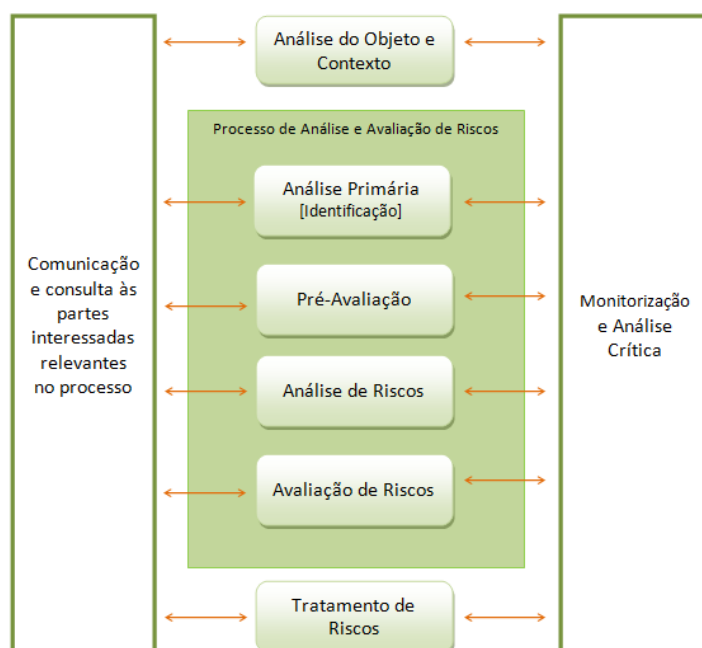 Análise do Objeto e
Contexto
Processo de Análise e Avaliação de Riscos
Análise Primária
[Identificação]
Comunicação
e consulta às
partes
interessadas
relevantes
no processo
Pré-Avaliação
Monitorização
e Análise
Crítica
Análise de Riscos
Avaliação de Riscos
Tratamento de
Riscos